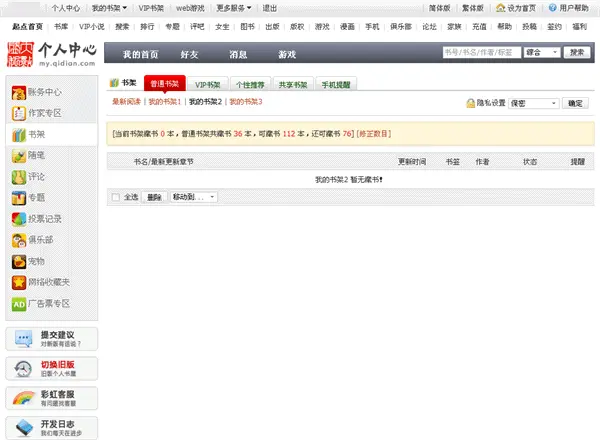 个人中心 我的书架 VIP书架 web游戏 更多服务 退出 简体版 繁体版 设为首页 用户帮助
起点首页 书库 VIP小说 搜索 排行 专题 评吧 女生 图书 出版 版权 游戏 漫画 手机 俱乐部 论坛 家族 充值 帮助 投稿 签约 福利
个人中心
my.qidian.com
我的首页 好友 消息 游戏 书号/书名/作者/标签 综合 搜索
书架 普通书架 VIP书架 个性推荐 共享书架 手机提醒
最新阅读 | 我的书架1 | 我的书架2 | 我的书架3 隐私设置 保密 确定
[当前书架藏书 0 本，普通书架共藏书 36 本，可藏书 112 本，还可藏书 76] [修正数目]
书名/最新更新章节 更新时间 书签 作者 状态 提醒
我的书架2 暂无藏书!
全选 删除 移动到...
账务中心
作家专区
书架
随笔
评论
专题
投票记录
俱乐部
宠物
网络收藏夹
AD 广告票专区
提交建议
对新版有话说？
切换旧版
旧版个人书屋
彩虹客服
有问题找客服
开发日志
我们每天在进步